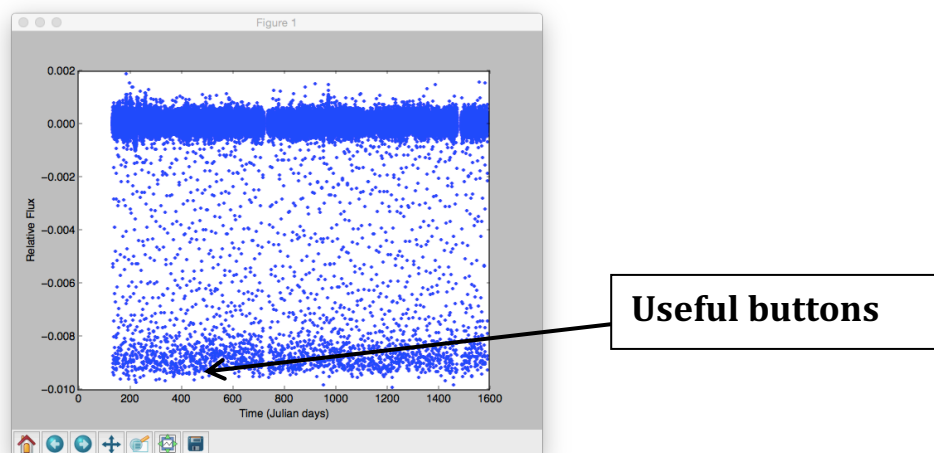 Figure 1
0.002
0.000
−0.002
−0.004
−0.006
−0.008
−0.010
Relative Flux
0 200 400 600 800 1000 1200 1400 1600
Time (Julian days)
Useful buttons